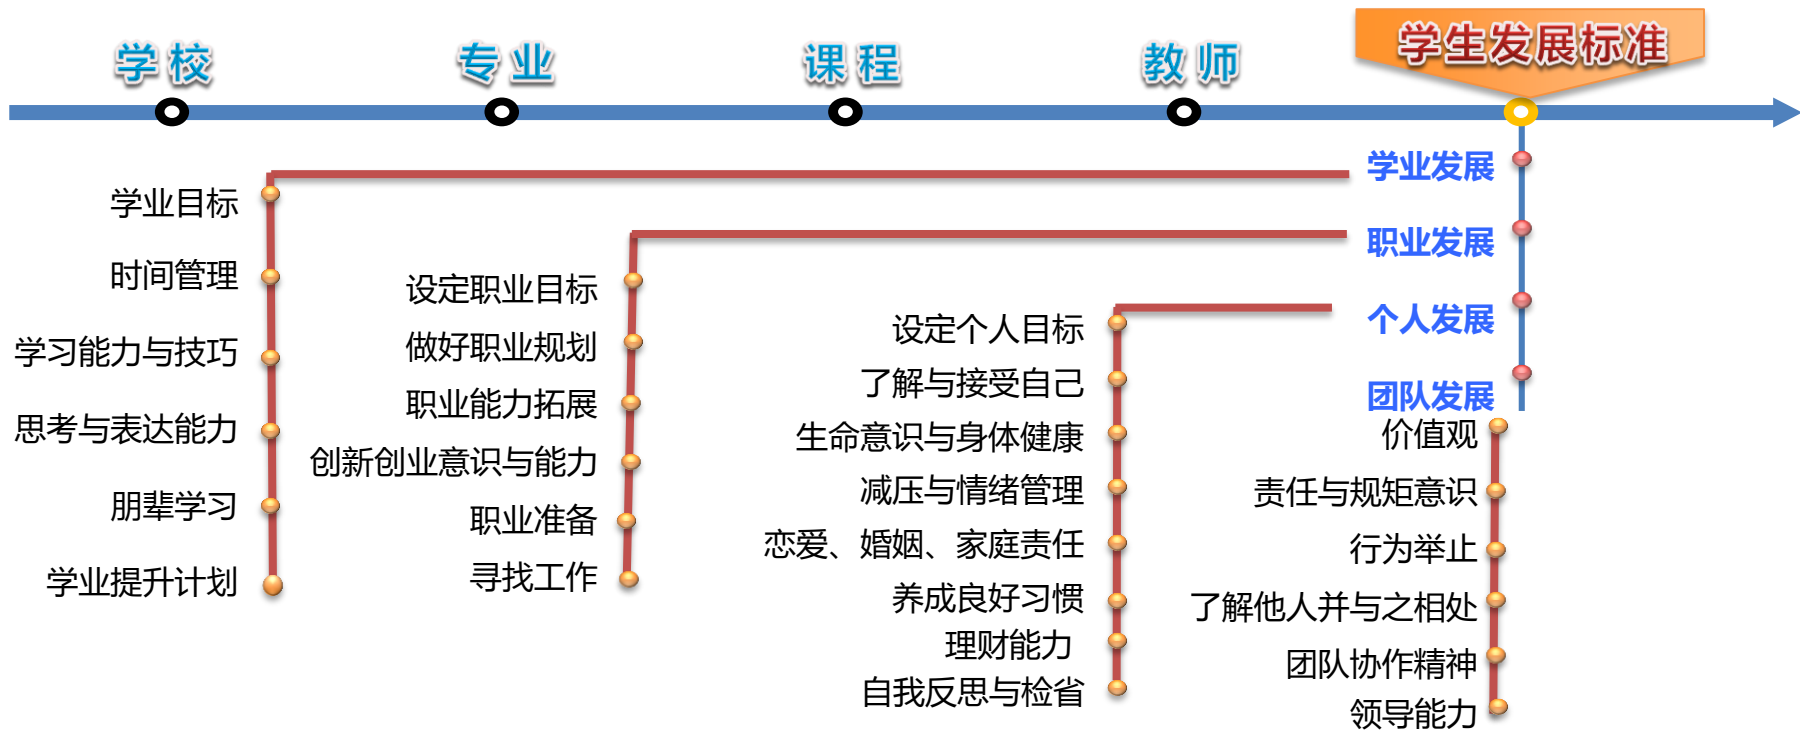 学校
专业
课程
教师
学生发展标准
学业发展
学业目标
时间管理
学习能力与技巧
思考与表达能力
朋辈学习
学业提升计划
职业发展
设定职业目标
做好职业规划
职业能力拓展
创新创业意识与能力
职业准备
寻找工作
个人发展
设定个人目标
了解与接受自己
生命意识与身体健康
减压与情绪管理
恋爱、婚姻、家庭责任
养成良好习惯
理财能力
自我反思与检省
团队发展
价值观
责任与规矩意识
行为举止
了解他人并与之相处
团队协作精神
领导能力